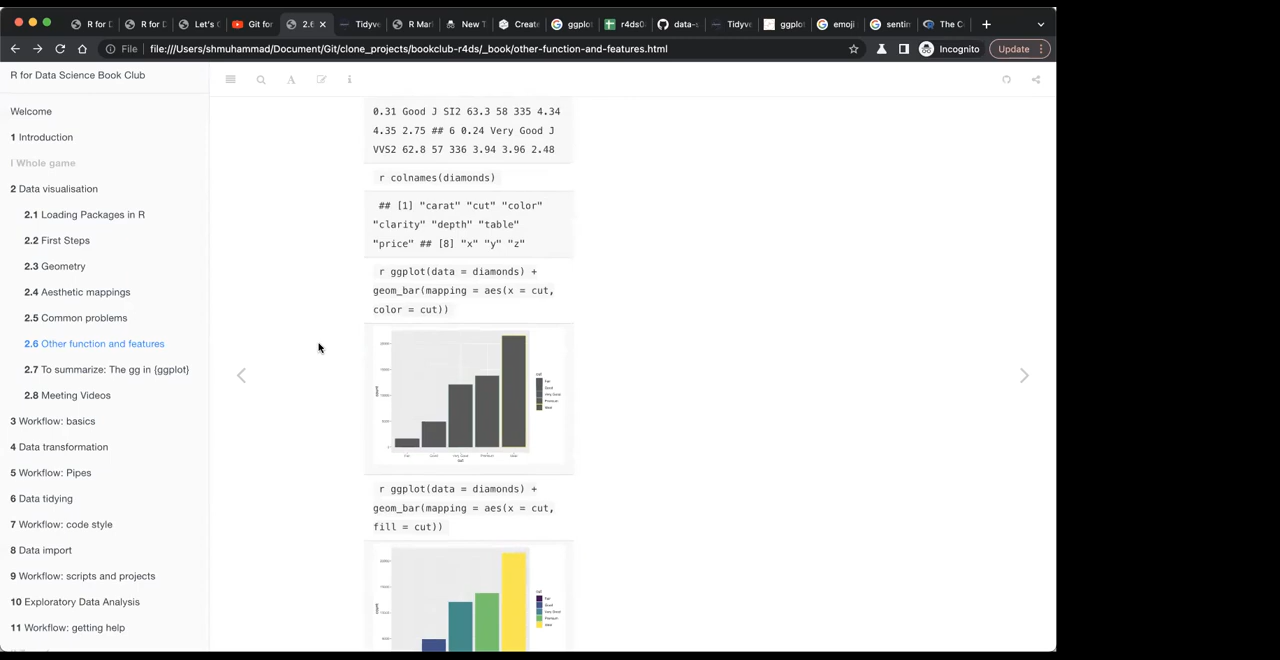 R for D
R for D
Let's G
Git for
2.6
Tidyve
R Mar
New T
Create
ggplo
r4ds0
data-s
Tidyve
ggplo
emoji
sentin
The C
File file:///Users/shmuhammad/Document/Git/clone_projects/bookclub-r4ds/_book/other-function-and-features.html
Incognito
Update
R for Data Science Book Club
Welcome
1 Introduction
I Whole game
2 Data visualisation
2.1 Loading Packages in R
2.2 First Steps
2.3 Geometry
2.4 Aesthetic mappings
2.5 Common problems
2.6 Other function and features
2.7 To summarize: The gg in {ggplot}
2.8 Meeting Videos
3 Workflow: basics
4 Data transformation
5 Workflow: Pipes
6 Data tidying
7 Workflow: code style
8 Data import
9 Workflow: scripts and projects
10 Exploratory Data Analysis
11 Workflow: getting help
0.31 Good J SI2 63.3 58 335 4.34
4.35 2.75 ## 6 0.24 Very Good J
VVS2 62.8 57 336 3.94 3.96 2.48
r colnames(diamonds)
## [1] "carat" "cut" "color"
"clarity" "depth" "table"
"price" ## [8] "x" "y" "z"
r ggplot(data = diamonds) +
geom_bar(mapping = aes(x = cut,
color = cut))
r ggplot(data = diamonds) +
geom_bar(mapping = aes(x = cut,
fill = cut))